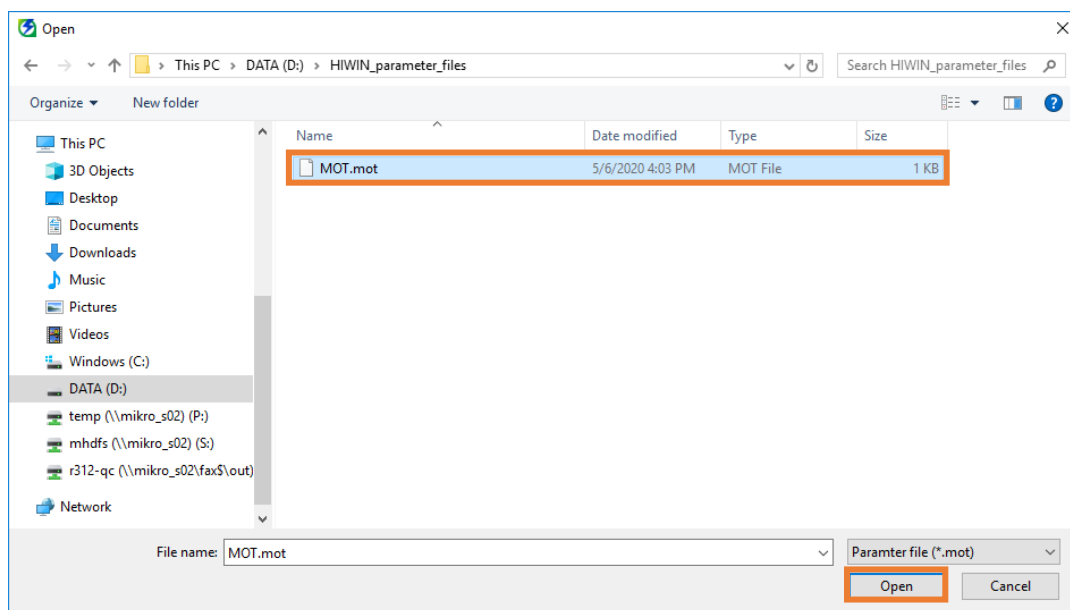 Open
This PC > DATA (D:) > HIWIN_parameter_files
Search HIWIN_parameter_files
Organize
New folder
Name Date modified Type Size
MOT.mot 5/6/2020 4:03 PM MOT File 1 KB
This PC
3D Objects
Desktop
Documents
Downloads
Music
Pictures
Videos
Windows (C:)
DATA (D:)
temp (\\mikro_s02) (P:)
mhdfs (\\mikro_s02) (S:)
r312-qc (\\mikro_s02\fax$\out)
Network
File name: MOT.mot
Paramter file (*.mot)
Open Cancel